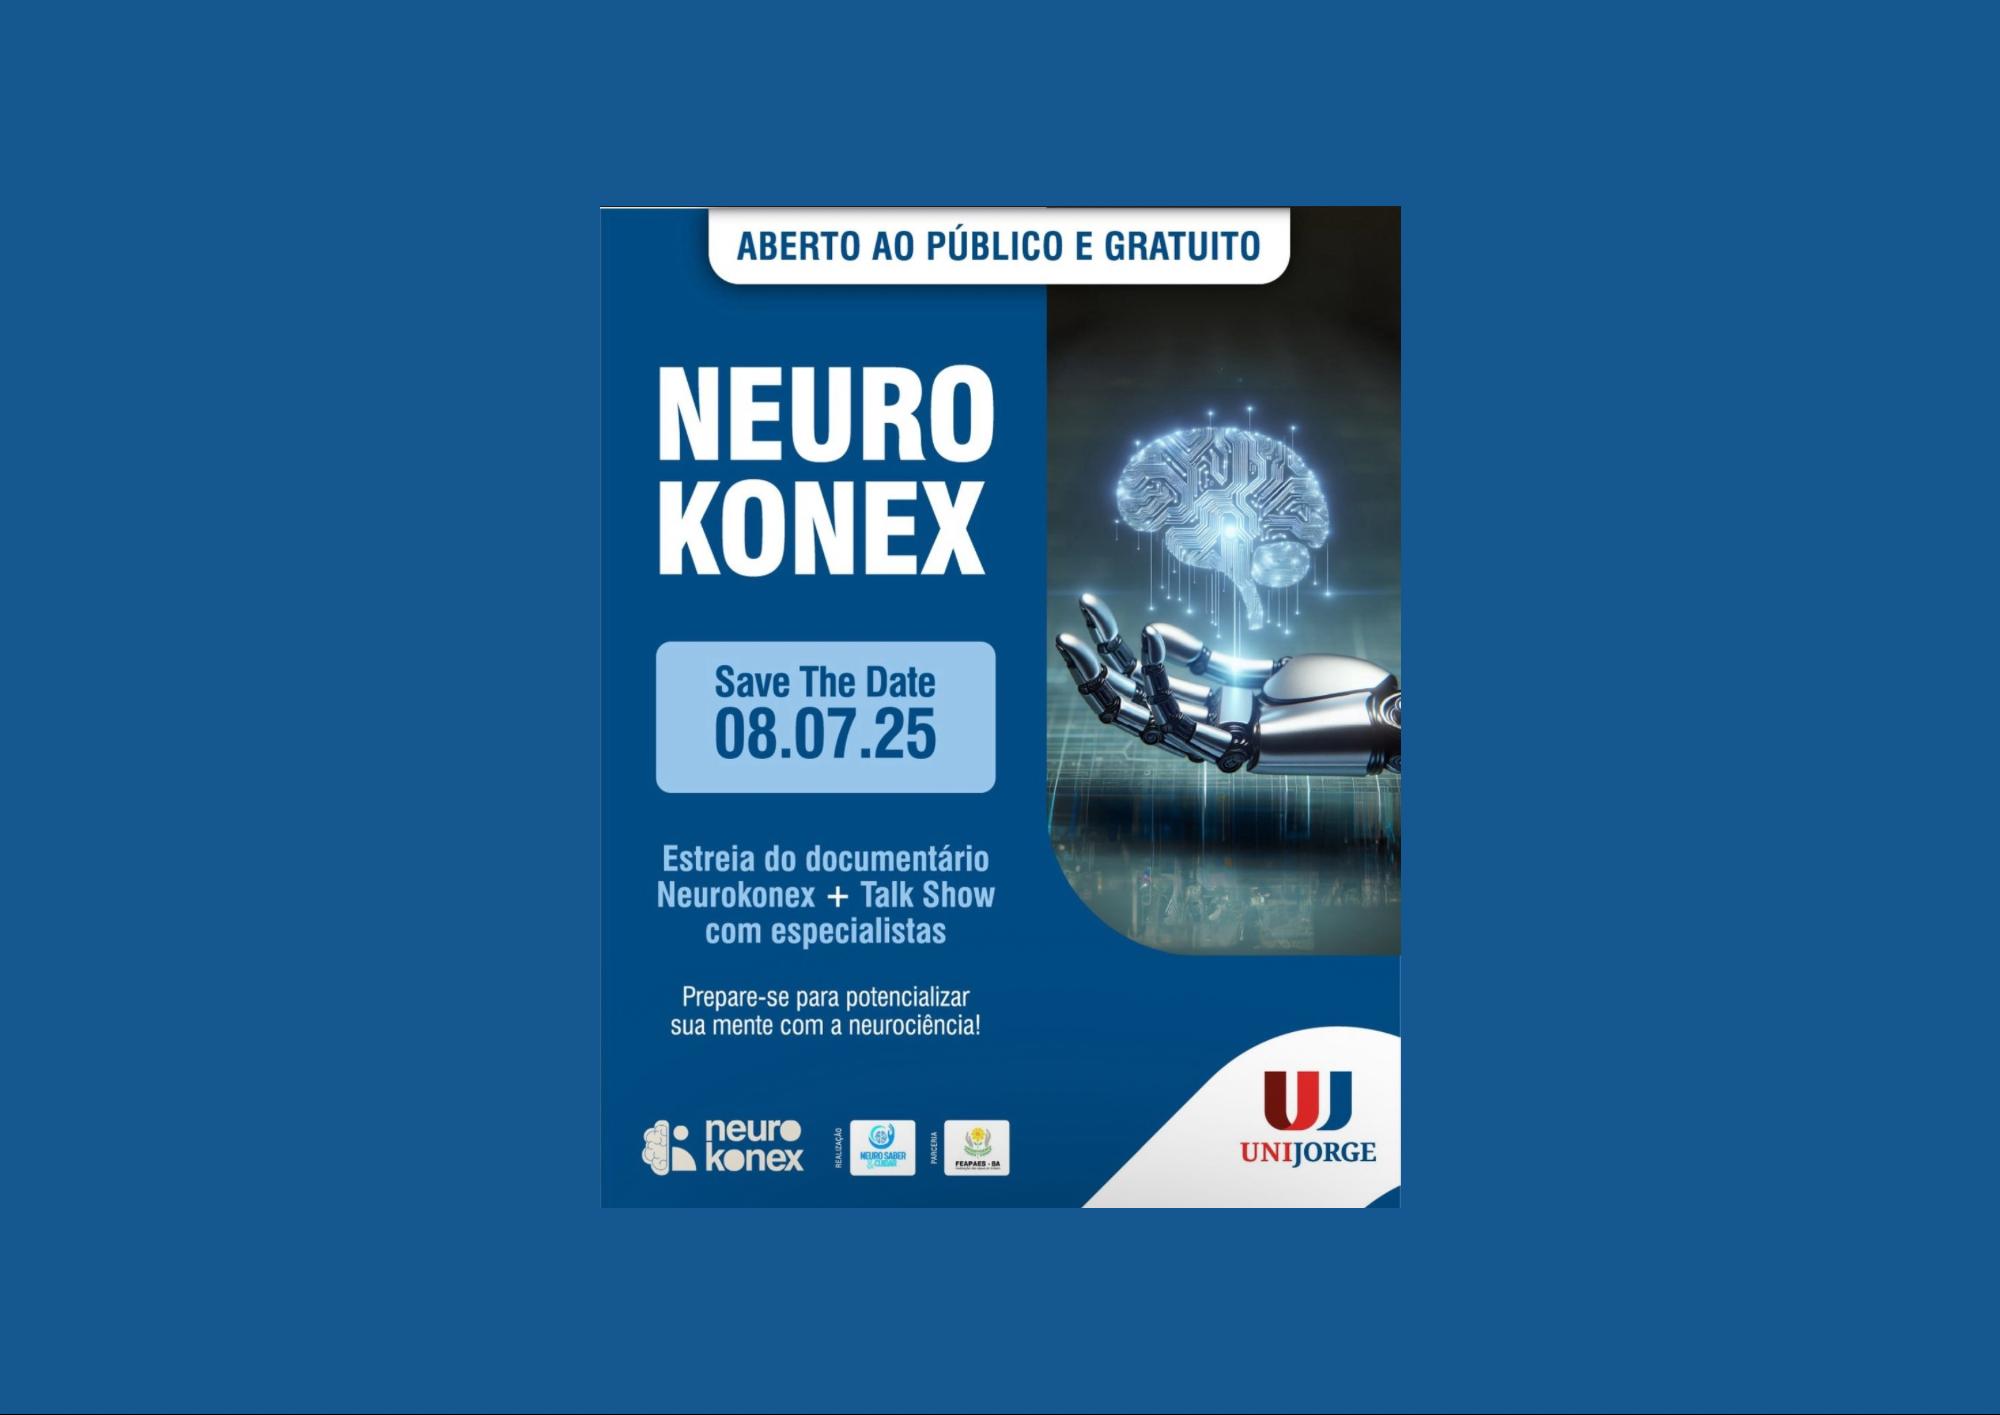 ABERTO AO PÚBLICO E GRATUITO
NEURO
KONEX
Save The Date
08.07.25
Estreia do documentário
Neurokonex + Talk Show
com especialistas
Prepare-se para potencializar
sua mente com a neurociência!
neuro
konex
REALIZAÇÃO
NEURO SABER
& CUIDAR
PARCERIA
FEAPAES - BA
UNIJORGE